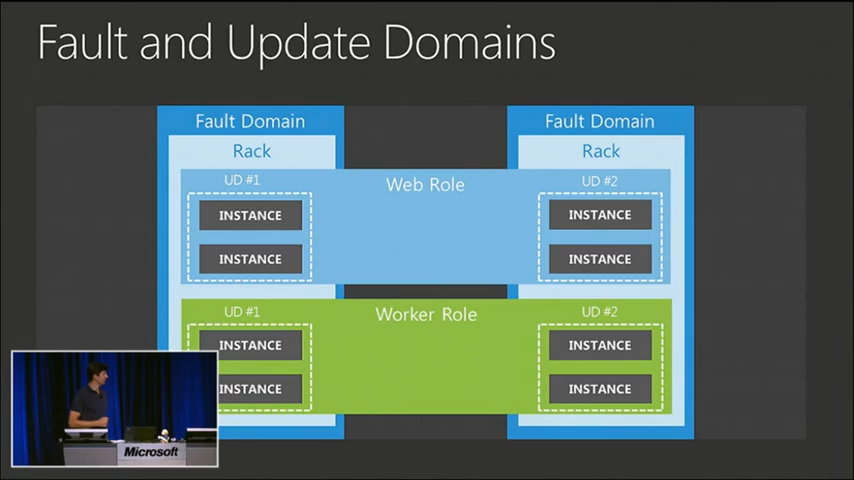 Fault and Update Domains
Fault Domain
Fault Domain
Rack
Rack
UD #1
Web Role
UD #2
INSTANCE
INSTANCE
INSTANCE
INSTANCE
UD #1
Worker Role
UD #2
INSTANCE
INSTANCE
INSTANCE
INSTANCE
Microsoft